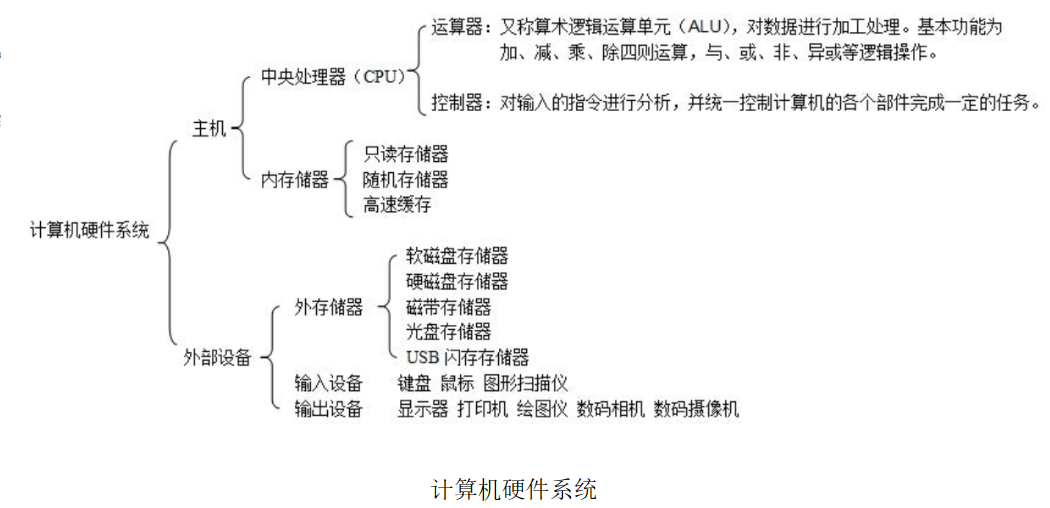 运算器：又称算术逻辑运算单元（ALU），对数据进行加工处理。基本功能为
加、减、乘、除四则运算，与、或、非、异或等逻辑操作。
中央处理器（CPU）
控制器：对输入的指令进行分析，并统一控制计算机的各个部件完成一定的任务。
主机
只读存储器
内存储器
随机存储器
高速缓存
计算机硬件系统
软磁盘存储器
硬磁盘存储器
外存储器
磁带存储器
光盘存储器
外部设备
USB 闪存存储器
输入设备 键盘 鼠标 图形扫描仪
输出设备 显示器 打印机 绘图仪 数码相机 数码摄像机
计算机硬件系统